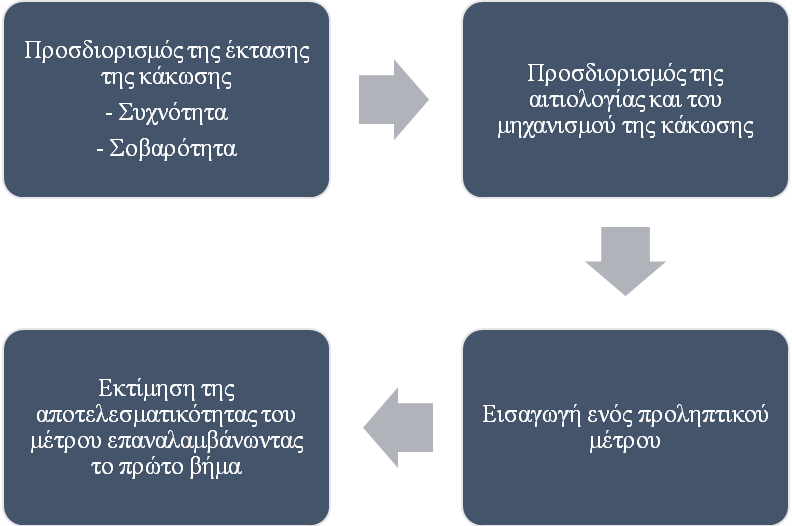 Προσδιορισμός της έκτασης
της κάκωσης
- Συχνότητα
- Σοβαρότητα
Προσδιορισμός της
αιτιολογίας και του
μηχανισμού της κάκωσης
Εισαγωγή ενός προληπτικού
μέτρου
Εκτίμηση της
αποτελεσματικότητας του
μέτρου επαναλαμβάνωντας
το πρώτο βήμα